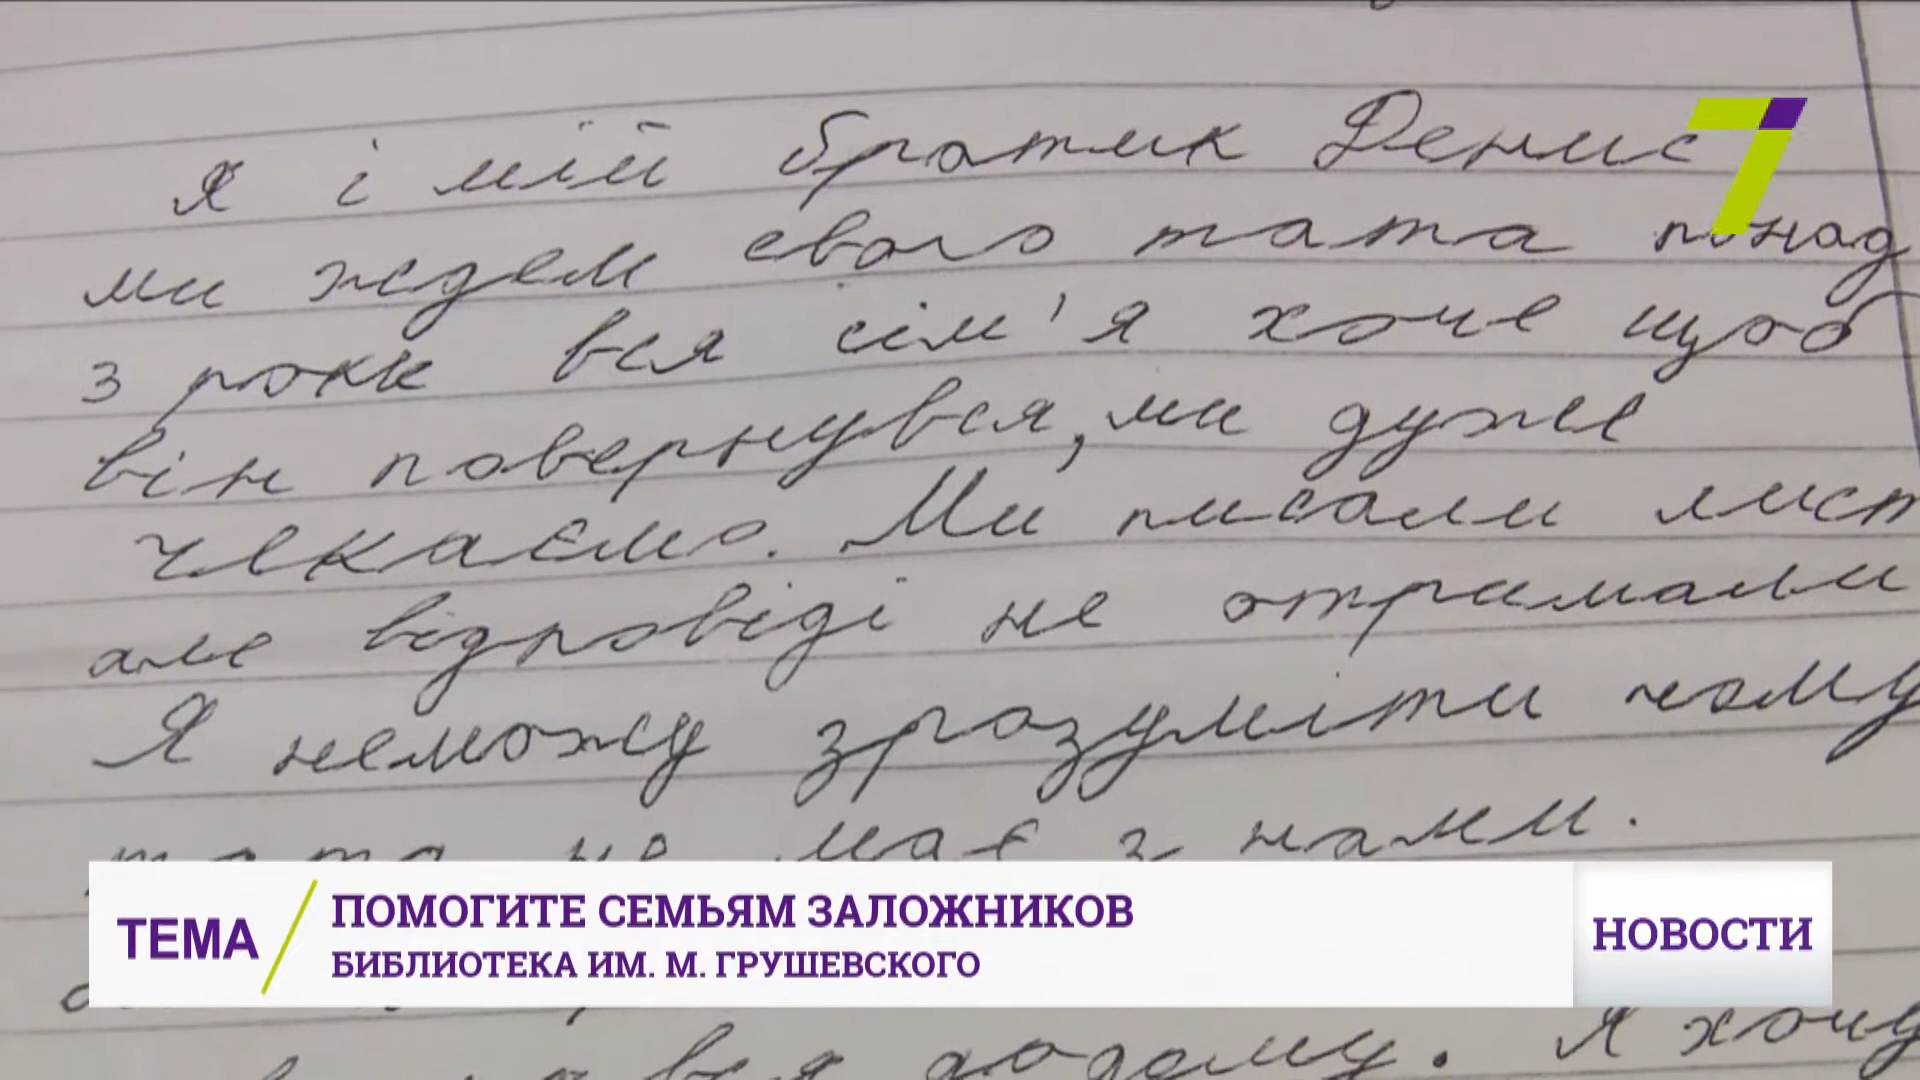 Я і мій братик Денис
ми ждем свого тата понад
3 роки вся сім'я хоче щоб
він повернувся, ми дуже
чекаємо. Ми писали лист
але відповіді не отримали
Я неможу зрозуміти чому
тата не має з нами.
ТЕМА
ПОМОГИТЕ СЕМЬЯМ ЗАЛОЖНИКОВ
БИБЛИОТЕКА ИМ. М. ГРУШЕВСКОГО
НОВОСТИ
додому. Я хочу
7